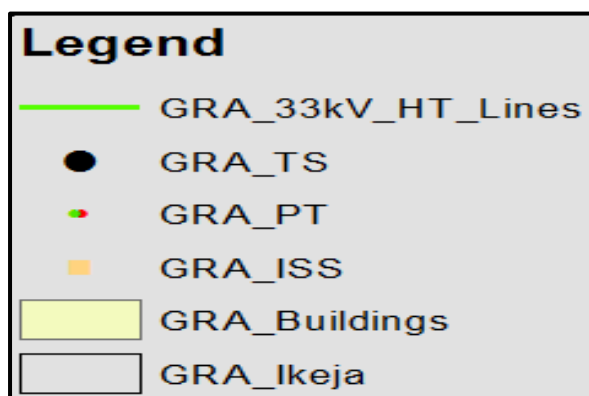 Legend
GRA_33kV_HT_Lines
GRA_TS
GRA_PT
GRA_ISS
GRA_Buildings
GRA_Ikeja